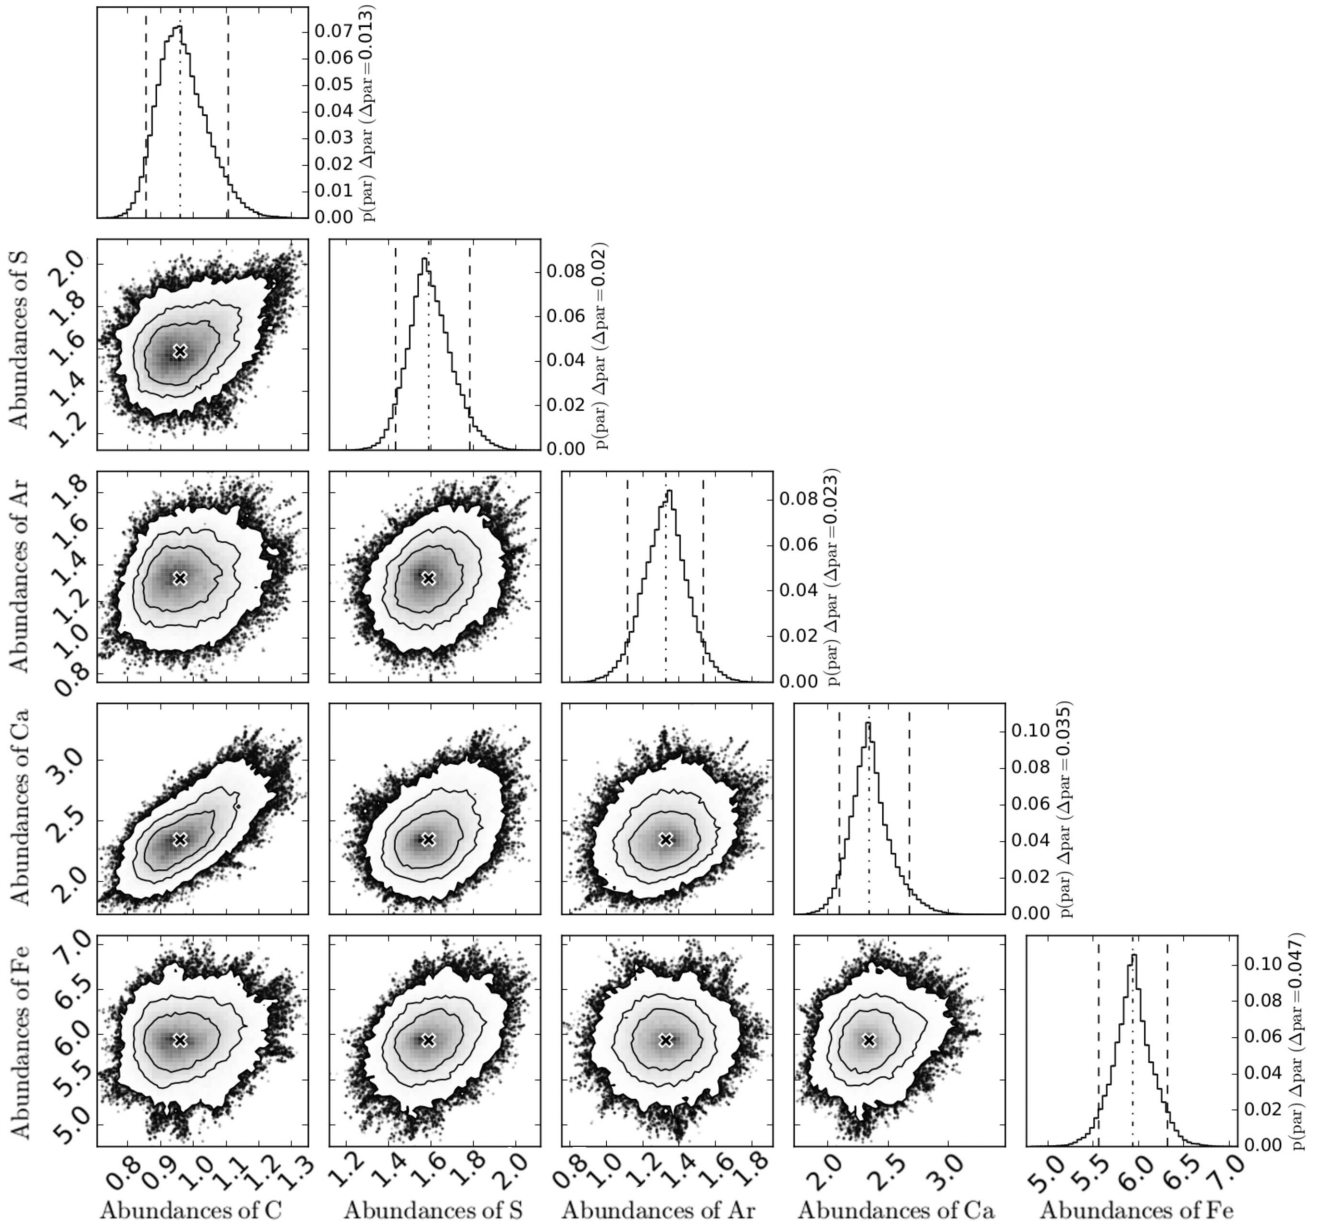 0.07
0.06
0.05
0.04
0.03
0.02
0.01
0.00
p(par) Δpar (Δpar=0.013)
Abundances of S
2.0
1.8
1.6
1.4
1.2
0.08
0.06
0.04
0.02
0.00
p(par) Δpar (Δpar=0.02)
Abundances of Ar
1.8
1.6
1.4
1.2
1.0
0.8
0.08
0.06
0.04
0.02
0.00
p(par) Δpar (Δpar=0.023)
Abundances of Ca
3.0
2.5
2.0
0.10
0.08
0.06
0.04
0.02
0.00
p(par) Δpar (Δpar=0.035)
Abundances of Fe
7.0
6.5
6.0
5.5
5.0
0.10
0.08
0.06
0.04
0.02
0.00
p(par) Δpar (Δpar=0.047)
0.8 0.9 1.0 1.1 1.2 1.3
1.2 1.4 1.6 1.8 2.0
0.8 1.0 1.2 1.4 1.6 1.8
2.0 2.5 3.0
5.0 5.5 6.0 6.5 7.0
Abundances of C
Abundances of S
Abundances of Ar
Abundances of Ca
Abundances of Fe